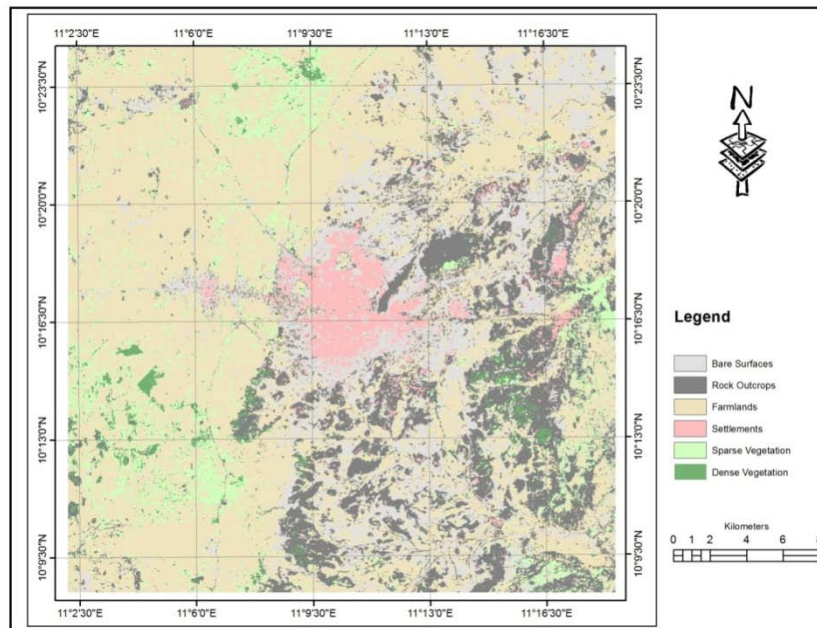 11°2'30"E 11°6'0"E 11°9'30"E 11°13'0"E 11°16'30"E
10°23'0"N 10°23'0"N
10°20'0"N 10°20'0"N
10°16'30"N 10°16'30"N
10°13'0"N 10°13'0"N
10°9'30"N 10°9'30"N
11°2'30"E 11°6'0"E 11°9'30"E 11°13'0"E 11°16'30"E
N
Legend
Bare Surfaces
Rock Outcrops
Farmlands
Settlements
Sparse Vegetation
Dense Vegetation
Kilometers
0 1 2 4 6 8